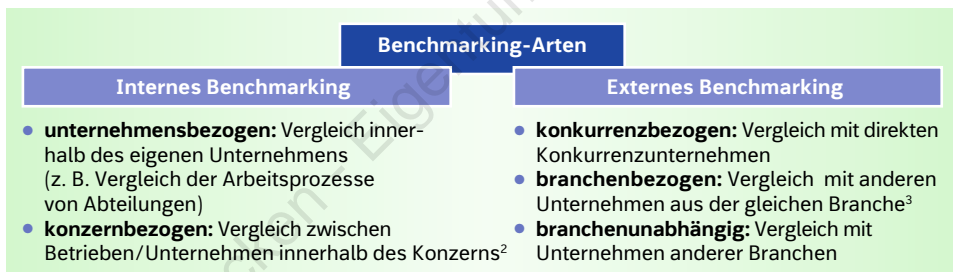 Benchmarking-Arten
Internes Benchmarking
• unternehmensbezogen: Vergleich inner-
halb des eigenen Unternehmens
(z. B. Vergleich der Arbeitsprozesse
von Abteilungen)
• konzernbezogen: Vergleich zwischen
Betrieben/Unternehmen innerhalb des Konzerns²
Externes Benchmarking
• konkurrenzbezogen: Vergleich mit direkten
Konkurrenzunternehmen
• branchenbezogen: Vergleich mit anderen
Unternehmen aus der gleichen Branche³
• branchenunabhängig: Vergleich mit
Unternehmen anderer Branchen